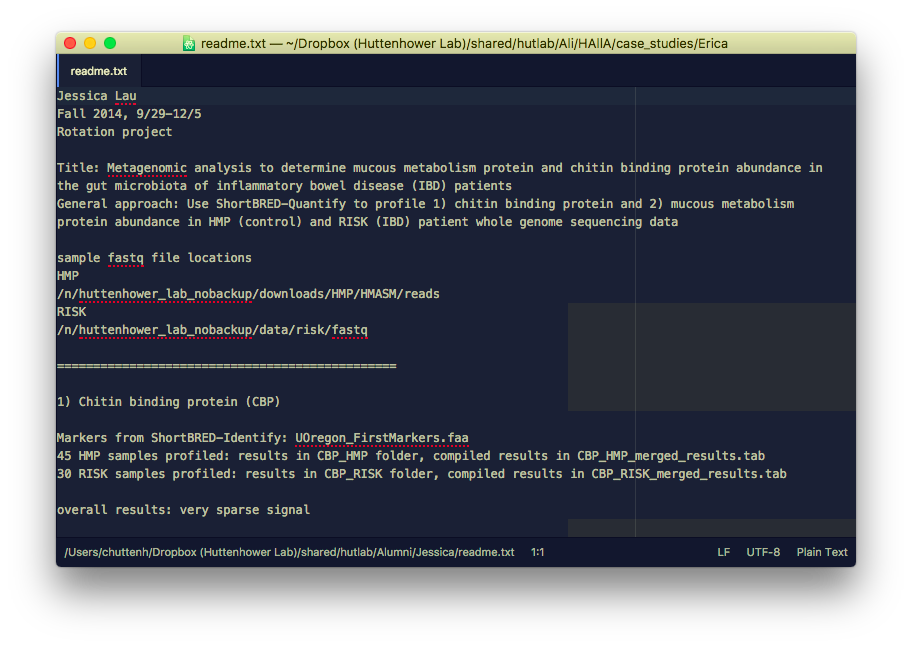 readme.txt — ~/Dropbox (Huttenhower Lab)/shared/hutlab/Ali/HAllA/case_studies/Erica
readme.txt
Jessica Lau
Fall 2014, 9/29-12/5
Rotation project
Title: Metagenomic analysis to determine mucous metabolism protein and chitin binding protein abundance in
the gut microbiota of inflammatory bowel disease (IBD) patients
General approach: Use ShortBRED-Quantify to profile 1) chitin binding protein and 2) mucous metabolism
protein abundance in HMP (control) and RISK (IBD) patient whole genome sequencing data
sample fastq file locations
HMP
/n/huttenhower_lab_nobackup/downloads/HMP/HMASM/reads
RISK
/n/huttenhower_lab_nobackup/data/risk/fastq
===============================================
1) Chitin binding protein (CBP)
Markers from ShortBRED-Identify: UOregon_FirstMarkers.faa
45 HMP samples profiled: results in CBP_HMP folder, compiled results in CBP_HMP_merged_results.tab
30 RISK samples profiled: results in CBP_RISK folder, compiled results in CBP_RISK_merged_results.tab
overall results: very sparse signal
/Users/chuttenh/Dropbox (Huttenhower Lab)/shared/hutlab/Alumni/Jessica/readme.txt 1:1 LF UTF-8 Plain Text